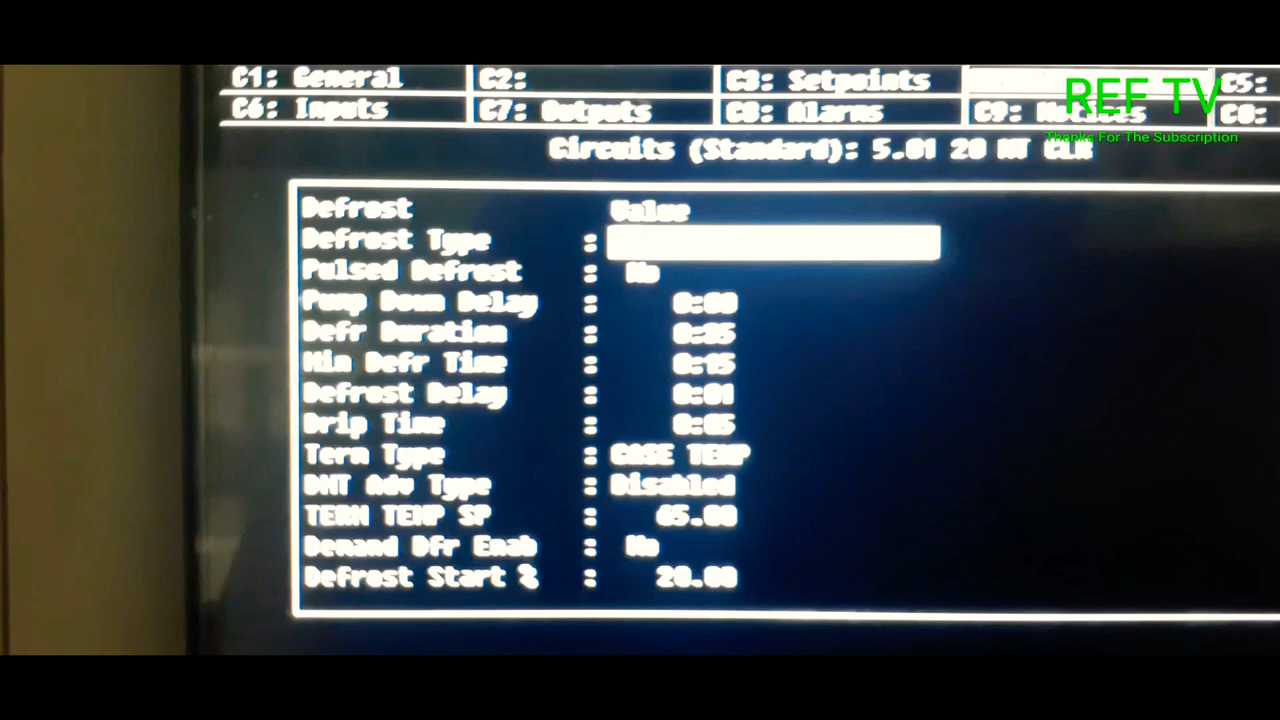 C1: General C2: C3: Setpoints C5:
C6: Inputs C7: Outputs C8: Alarms C9: Notices C0:
REF TV
Thanks For The Subscription
Circuits (Standard): 5.01 20 MT CLR
Defrost Value
Defrost Type :
Pulsed Defrost : No
Pump Down Delay : 0:00
Defr Duration : 0:35
Min Defr Time : 0:15
Defrost Delay : 0:01
Drip Time : 0:05
Term Type : CASE TEMP
DMT Adv Type : Disabled
TERM TEMP SP : 65.00
Demand Dfr Enab : No
Defrost Start % : 20.00